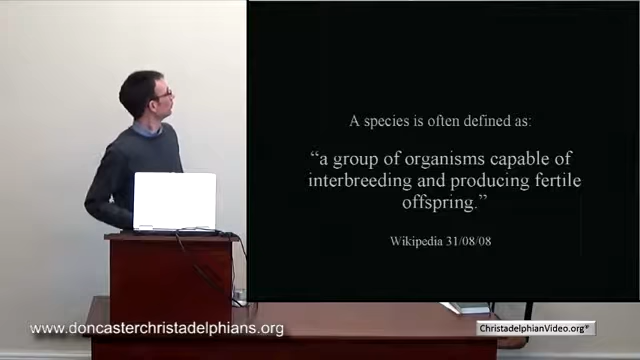 A species is often defined as:
“a group of organisms capable of
interbreeding and producing fertile
offspring.”
Wikipedia 31/08/08
www.doncasterchristadelphians.org
ChristadelphianVideo.org®